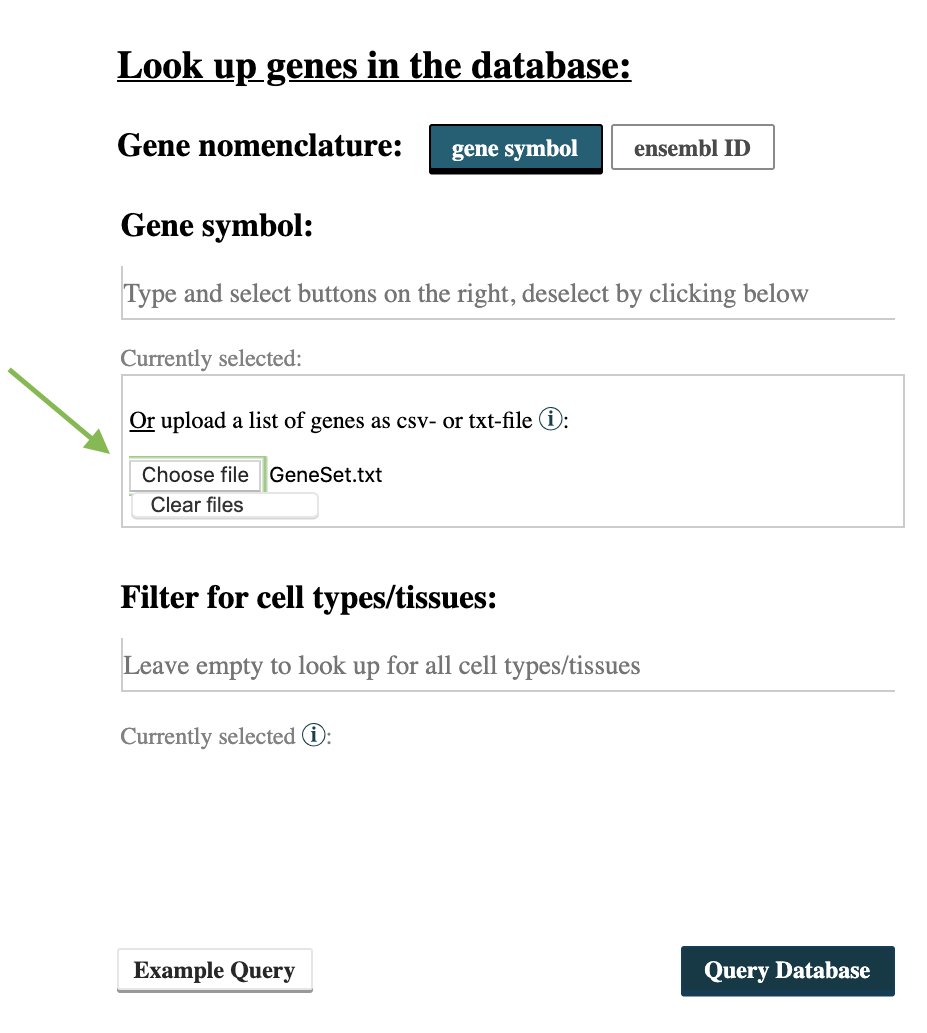 Look up genes in the database:
Gene nomenclature: gene symbol ensembl ID
Gene symbol:
Type and select buttons on the right, deselect by clicking below
Currently selected:
Or upload a list of genes as csv- or txt-file ⓘ:
Choose file GeneSet.txt
Clear files
Filter for cell types/tissues:
Leave empty to look up for all cell types/tissues
Currently selected ⓘ:
Example Query Query Database